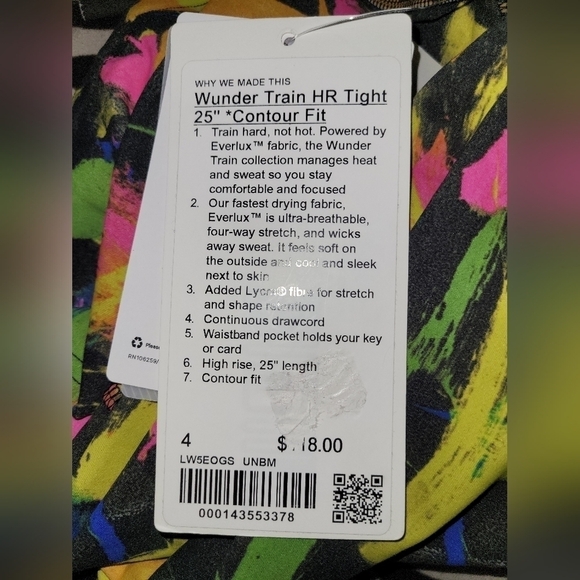 WHY WE MADE THIS
Wunder Train HR Tight
25" *Contour Fit
1. Train hard, not hot. Powered by
Everlux™ fabric, the Wunder
Train collection manages heat
and sweat so you stay
comfortable and focused
2. Our fastest drying fabric,
Everlux™ is ultra-breathable,
four-way stretch, and wicks
away sweat. It feels soft on
the outside and cool and sleek
next to skin
3. Added Lycra® fibre for stretch
and shape retention
4. Continuous drawcord
5. Waistband pocket holds your key
or card
6. High rise, 25" length
7. Contour fit
4 $ 18.00
LW5EOGS UNBM
000143553378
Please
RN106259/